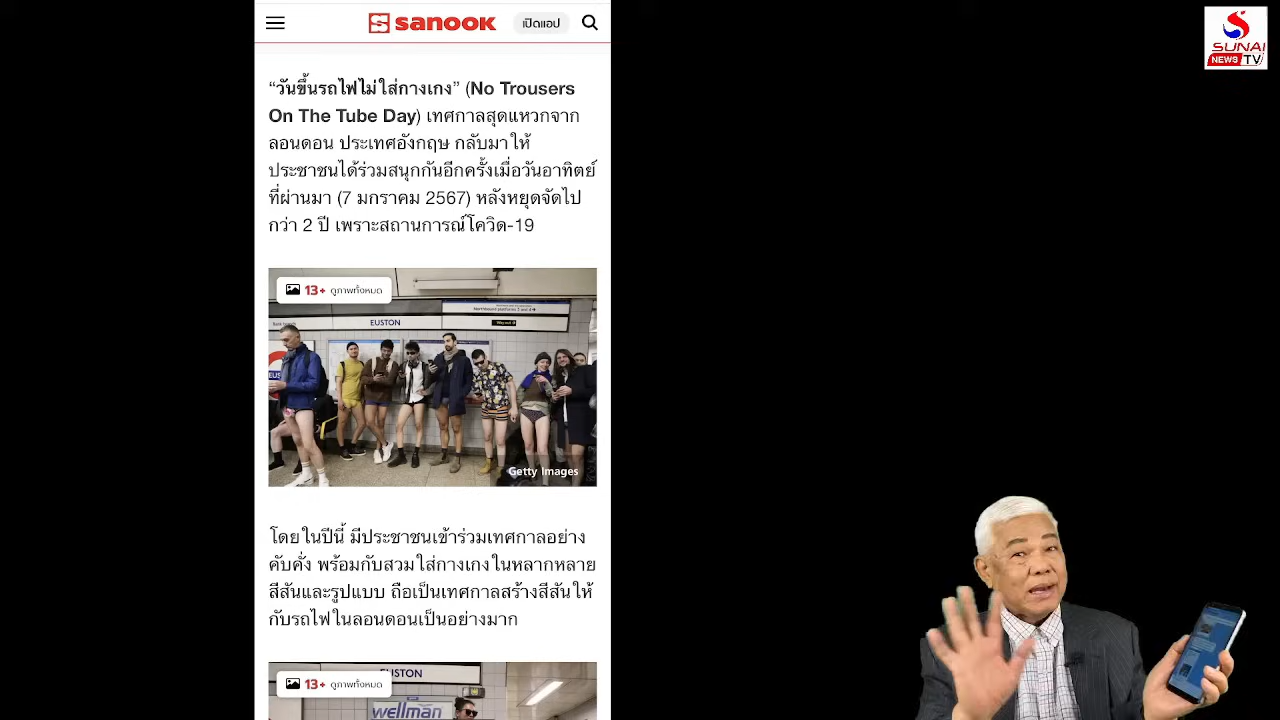 sanook
เปิดแอป
SUNAI
NEWS TV
“วันขึ้นรถไฟไม่ใส่กางเกง” (No Trousers
On The Tube Day) เทศกาลสุดแหวกจาก
ลอนดอน ประเทศอังกฤษ กลับมาให้
ประชาชนได้ร่วมสนุกกันอีกครั้งเมื่อวันอาทิตย์
ที่ผ่านมา (7 มกราคม 2567) หลังหยุดจัดไป
กว่า 2 ปี เพราะสถานการณ์โควิด-19
13+ ดูภาพทั้งหมด
Northbound platforms 3 and 4
Way out
EUSTON
Getty Images
โดยในปีนี้ มีประชาชนเข้าร่วมเทศกาลอย่าง
คับคั่ง พร้อมกับสวมใส่กางเกงในหลากหลาย
สีสันและรูปแบบ ถือเป็นเทศกาลสร้างสีสันให้
กับรถไฟในลอนดอนเป็นอย่างมาก
13+ ดูภาพทั้งหมด
USTON
wellman